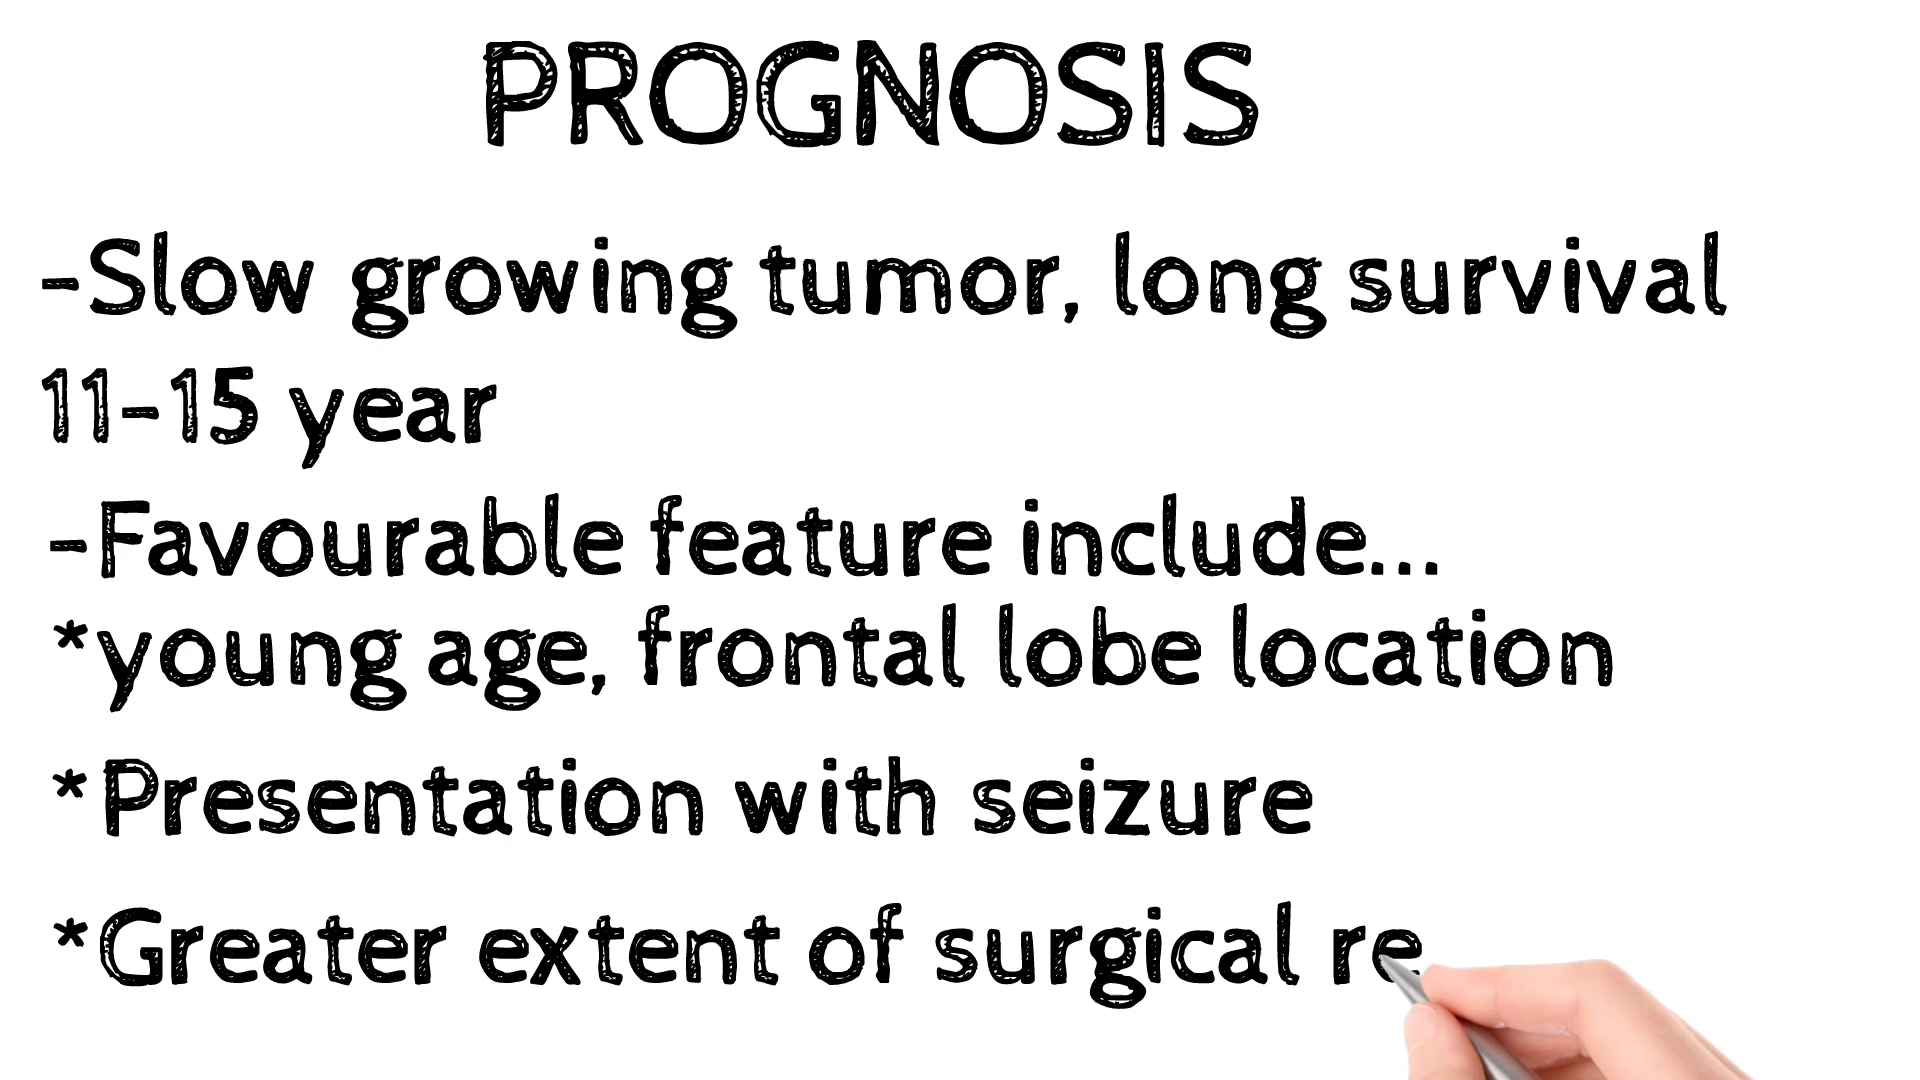 PROGNOSIS
-Slow growing tumor, long survival
11-15 year
-Favourable feature include...
*young age, frontal lobe location
*Presentation with seizure
*Greater extent of surgical re